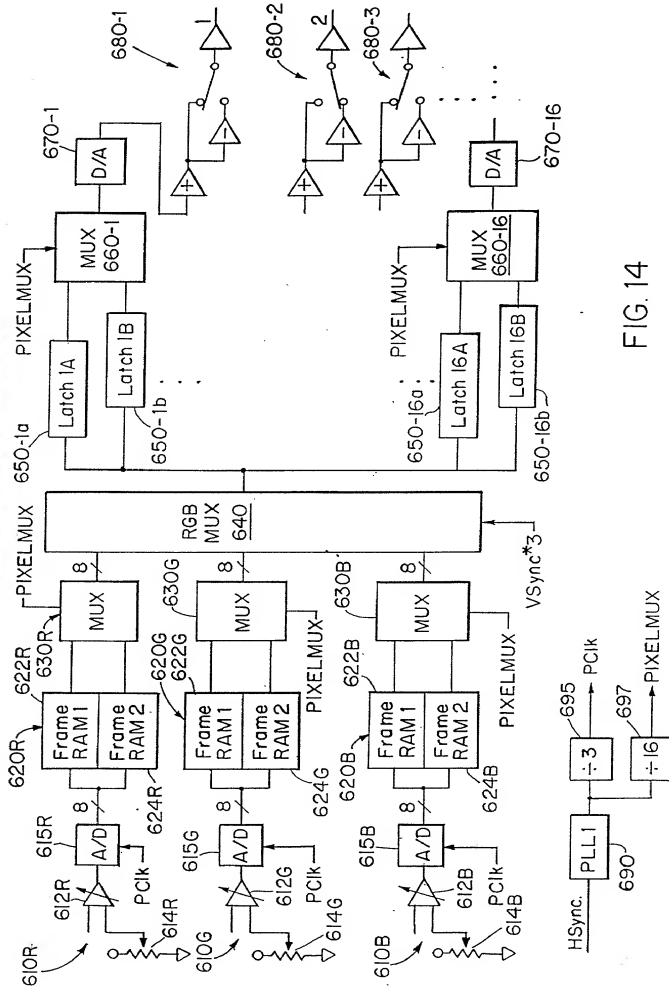 680-1
1
680-2
2
680-3
670-1
D/A
670-16
D/A
PIXELMUX
MUX
660-1
PIXELMUX
MUX
660-16
650-1a
Latch 1A
Latch 1B
650-1b
650-16a
Latch 16A
Latch 16B
650-16b
FIG. 14
PIXELMUX
RGB
MUX
640
VSync*3
8
8
8
630R
MUX
630G
MUX
PIXELMUX
630B
MUX
PIXELMUX
620R
622R
Frame
RAM1
Frame
RAM 2
624R
620G
622G
Frame
RAM1
Frame
RAM 2
624G
620B
622B
Frame
RAM1
Frame
RAM 2
624B
8
8
8
615R
A/D
PClk
615G
A/D
PClk
615B
A/D
PClk
612R
610R
614R
612G
610G
614G
612B
610B
614B
HSync.
PLL1
690
695
÷3
PClk
697
÷16
PIXELMUX